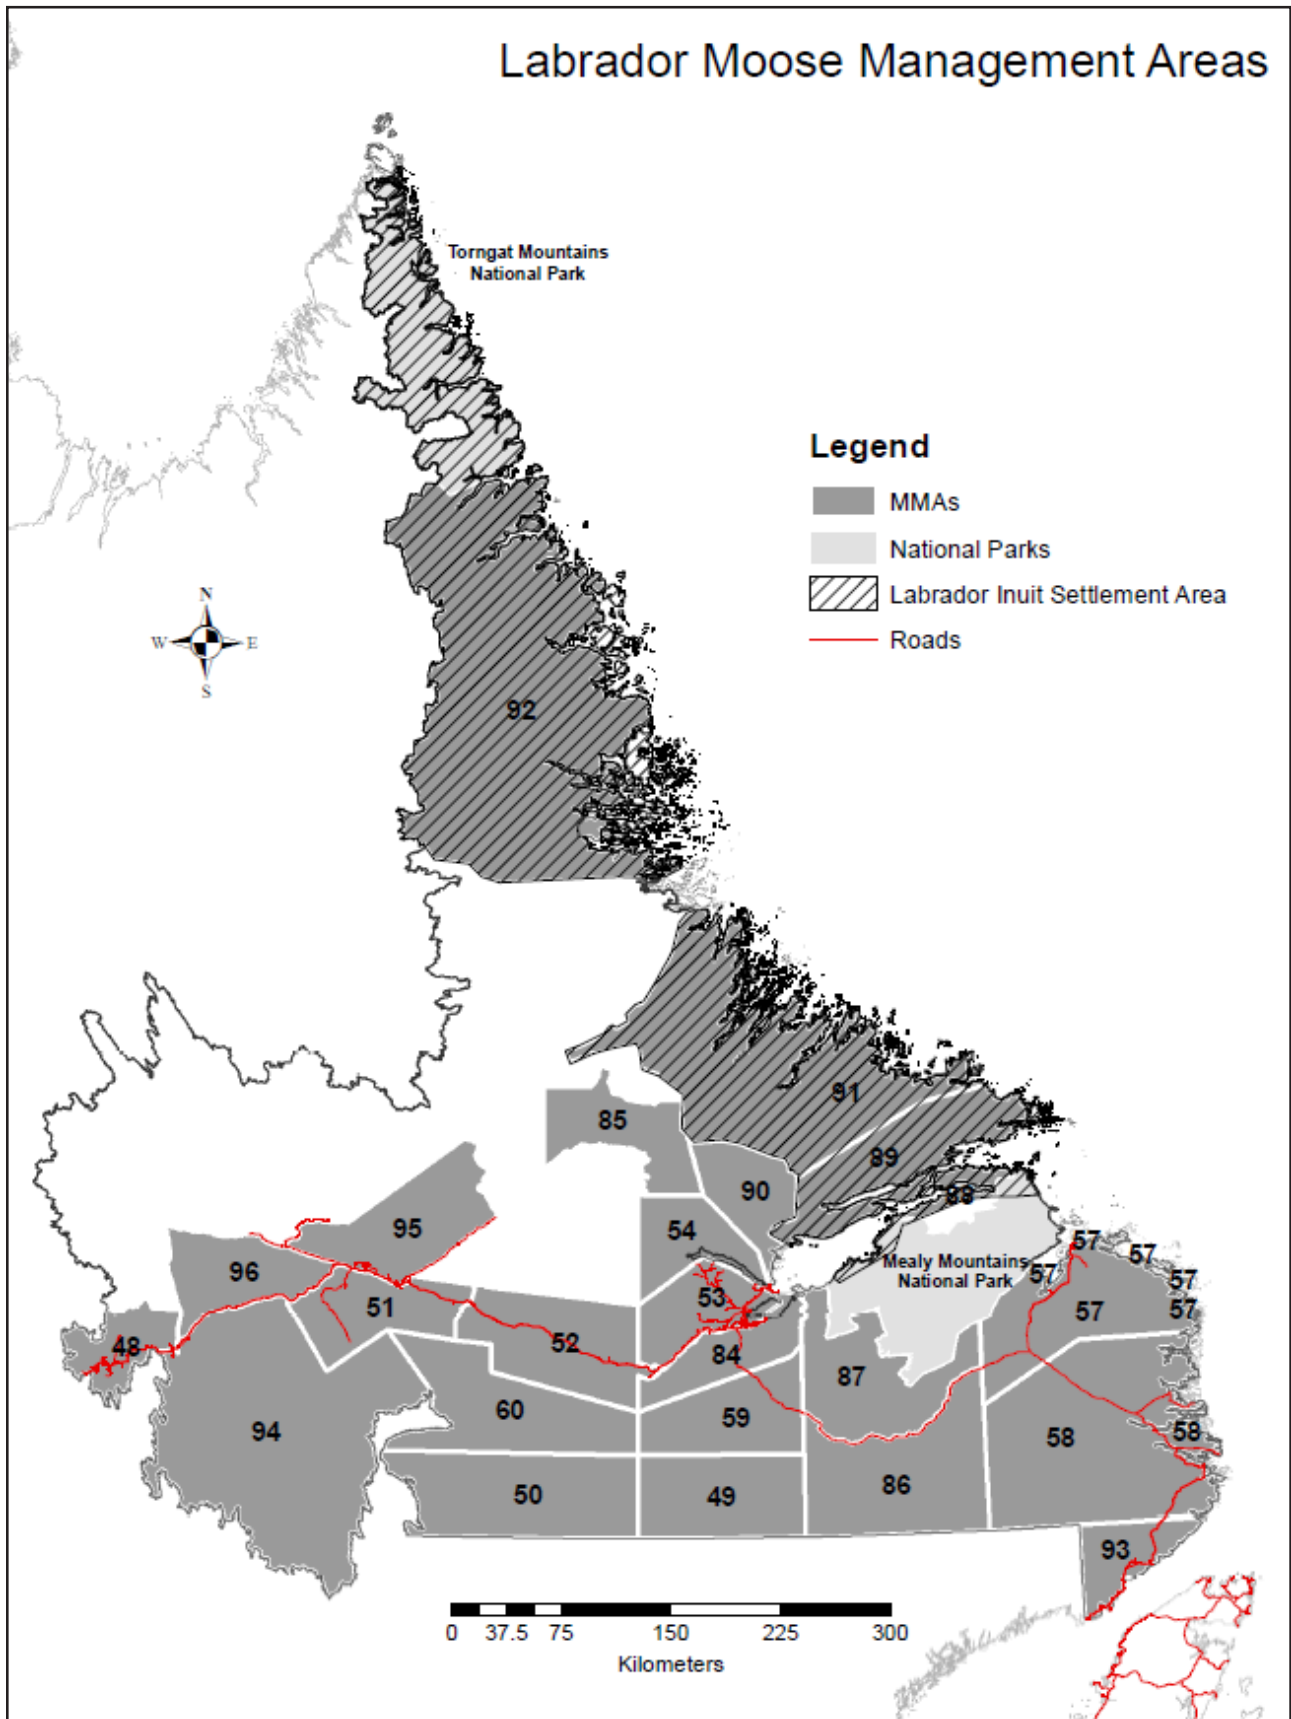 Labrador Moose Management Areas
Torngat Mountains
National Park
Legend
MMAs
National Parks
Labrador Inuit Settlement Area
Roads
N
W
E
S
92
91
85
89
90
88
54
95
57
57
57
Mealy Mountains
National Park
57
96
53
57
57
51
52
48
84
87
60
59
94
58
58
50
49
86
93
0 37.5 75 150 225 300
Kilometers